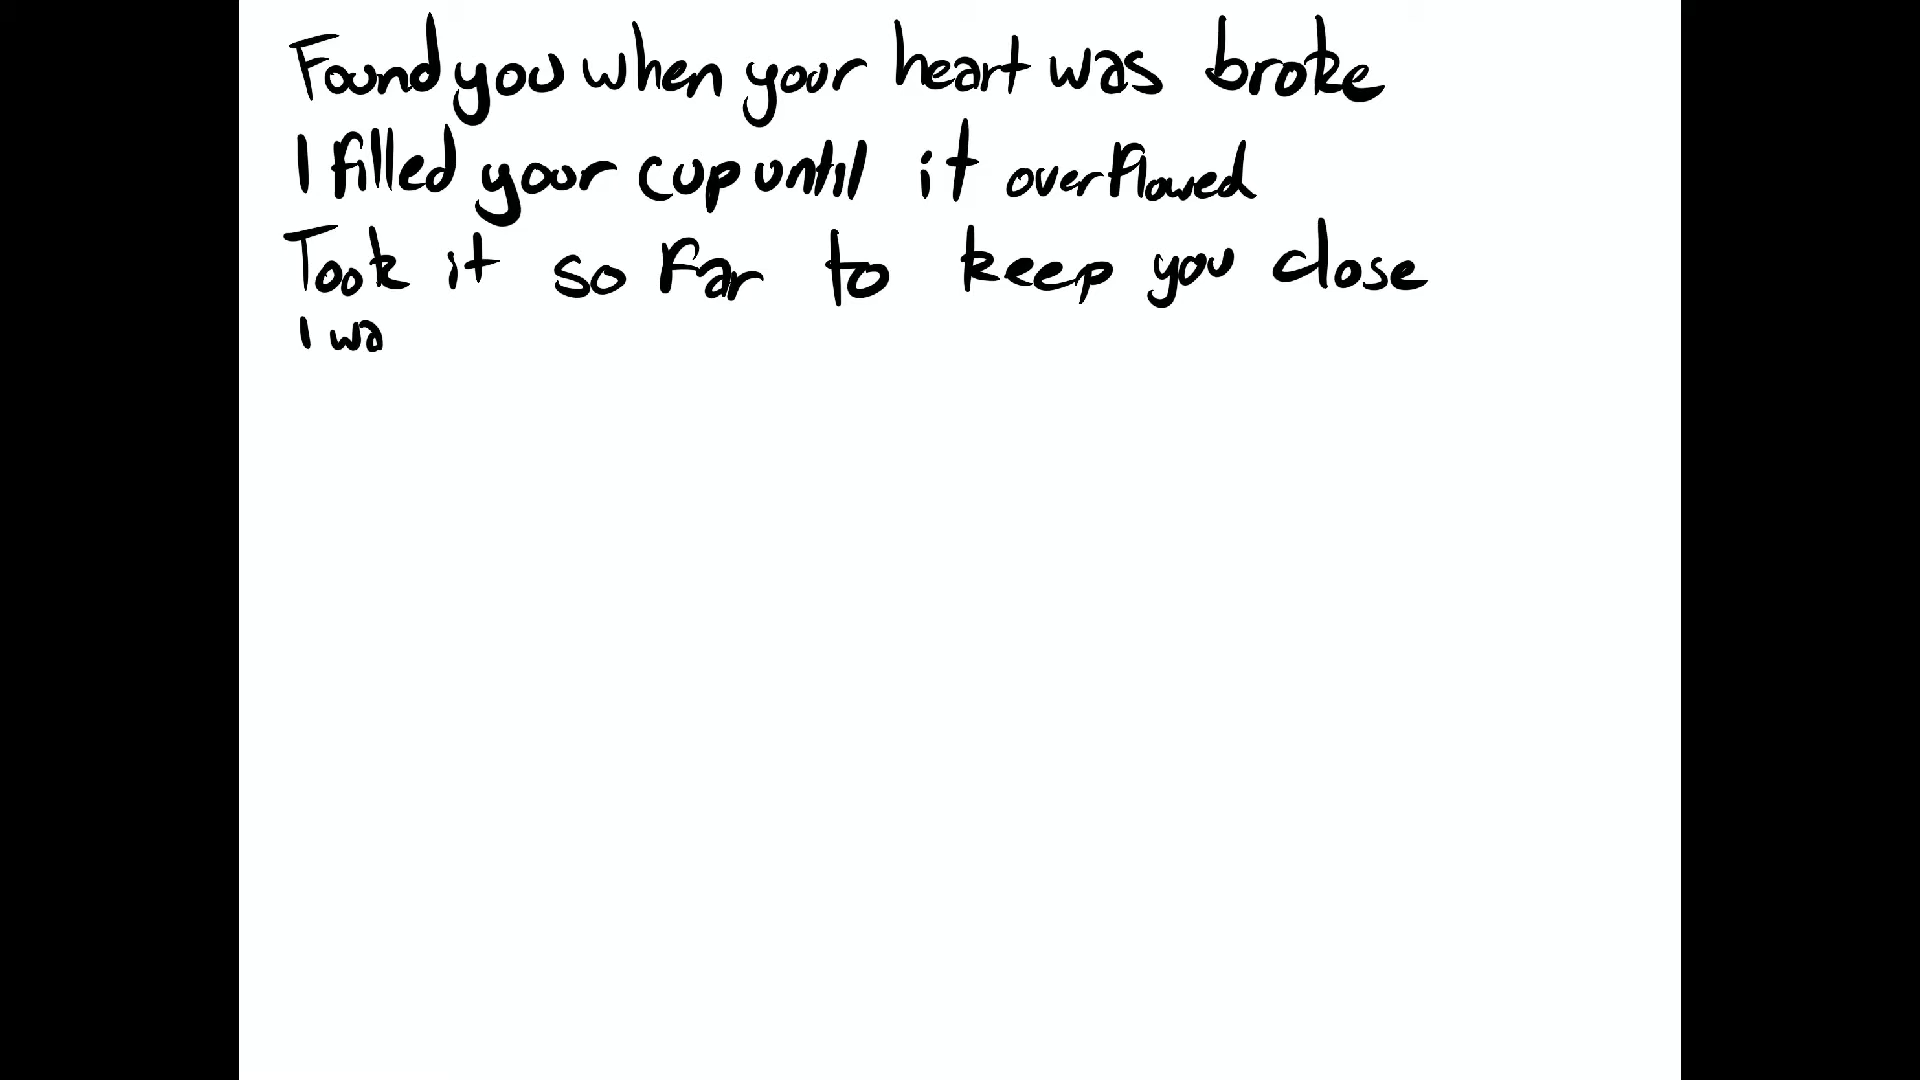 Found you when your heart was broke
I filled your cup until it overflowed
Took it so far to keep you close
I wa